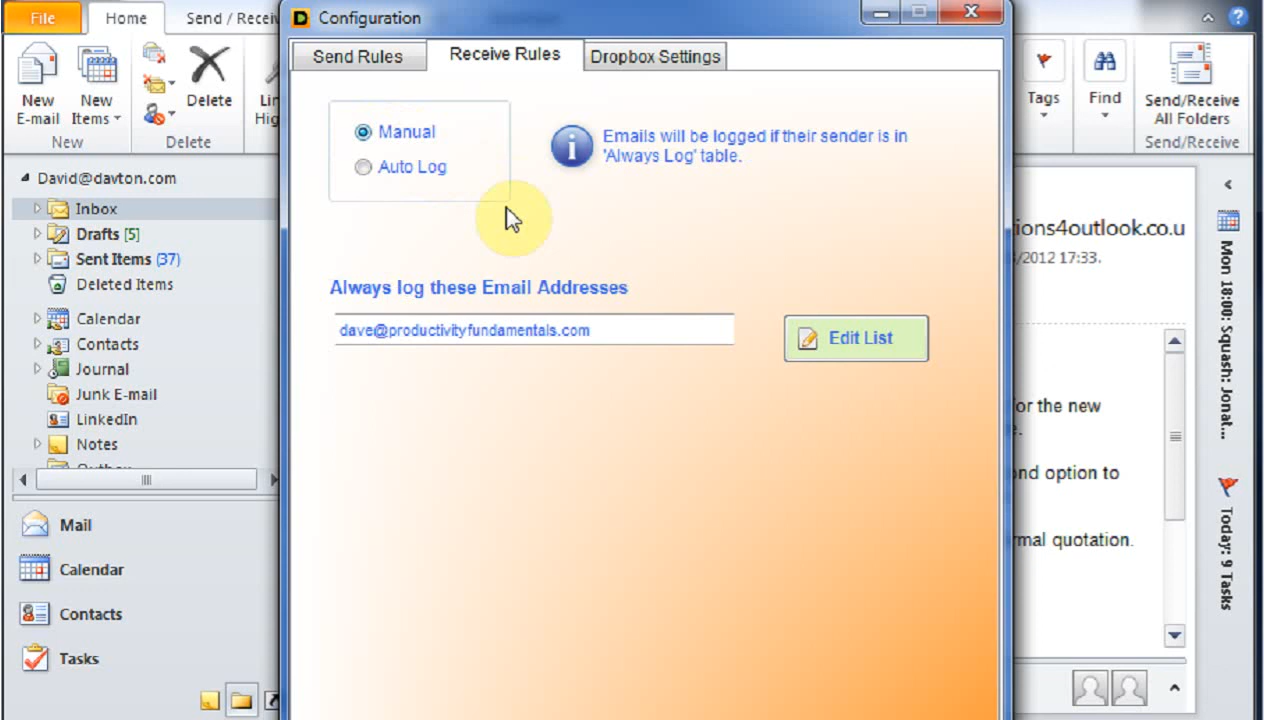 File
Home
Send / Receiv
Configuration
New
E-mail
New
Items
New
Delete
Delete
Tags
Find
Send/Receive
All Folders
Send/Receive
Send Rules
Receive Rules
Dropbox Settings
Manual
Auto Log
Emails will be logged if their sender is in
'Always Log' table.
Always log these Email Addresses
dave@productivityfundamentals.com
Edit List
David@davton.com
Inbox
Drafts [5]
Sent Items (37)
Deleted Items
Calendar
Contacts
Journal
Junk E-mail
LinkedIn
Notes
Mail
Calendar
Contacts
Tasks
ions4outlook.co.u
/2012 17:33.
for the new
ond option to
rmal quotation.
Mon 18:00: Squash: Jonat...
Today: 9 Tasks